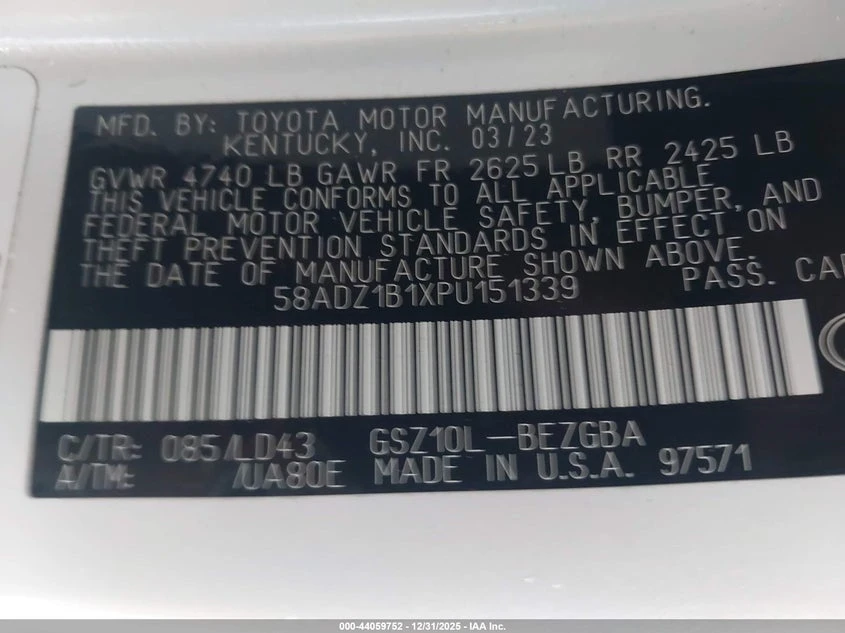 MFD. BY: TOYOTA MOTOR MANUFACTURING.
KENTUCKY, INC. 03/23
GVWR 4740 LB GAWR FR 2625 LB RR 2425 LB
THIS VEHICLE CONFORMS TO ALL APPLICABLE
FEDERAL MOTOR VEHICLE SAFETY, BUMPER, AND
THEFT PREVENTION STANDARDS IN EFFECT ON
THE DATE OF MANUFACTURE SHOWN ABOVE.
58ADZ1B1XPU151339 PASS. CAR
C/TR: 085/LD43 GSZ10L-BEZGBA
A/TM: /UA80E MADE IN U.S.A. 97571
000-44059752 - 12/31/2025 - IAA Inc.